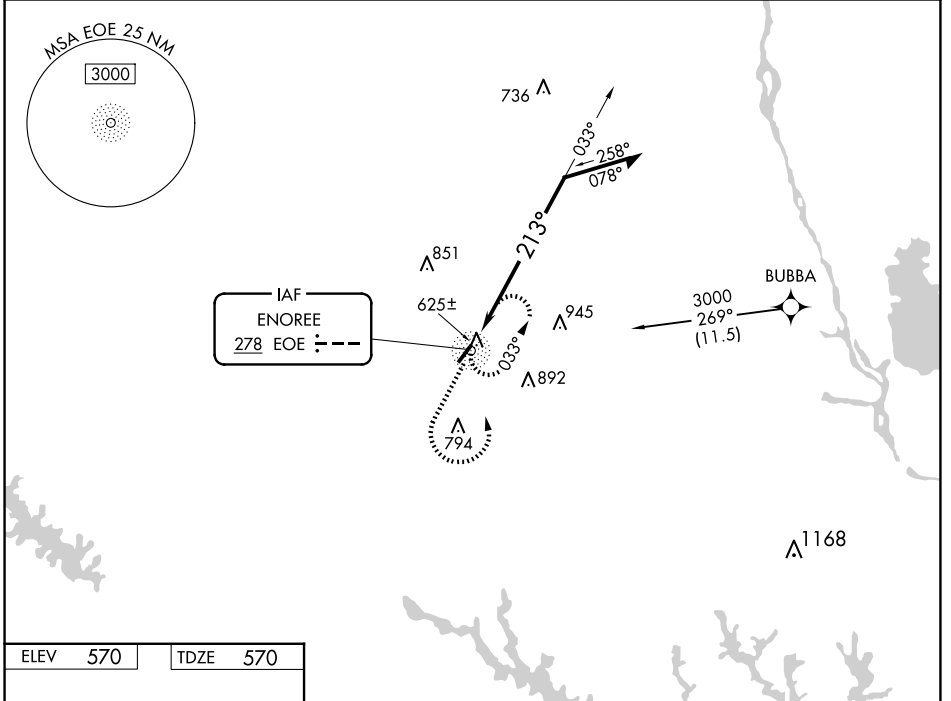 MSA EOE 25 NM
3000
736
033°
258°
078°
213°
851
BUBBA
IAF
ENOREE
278 EOE
625±
945
3000
269°
(11.5)
033°
892
794
1168
ELEV 570
TDZE 570